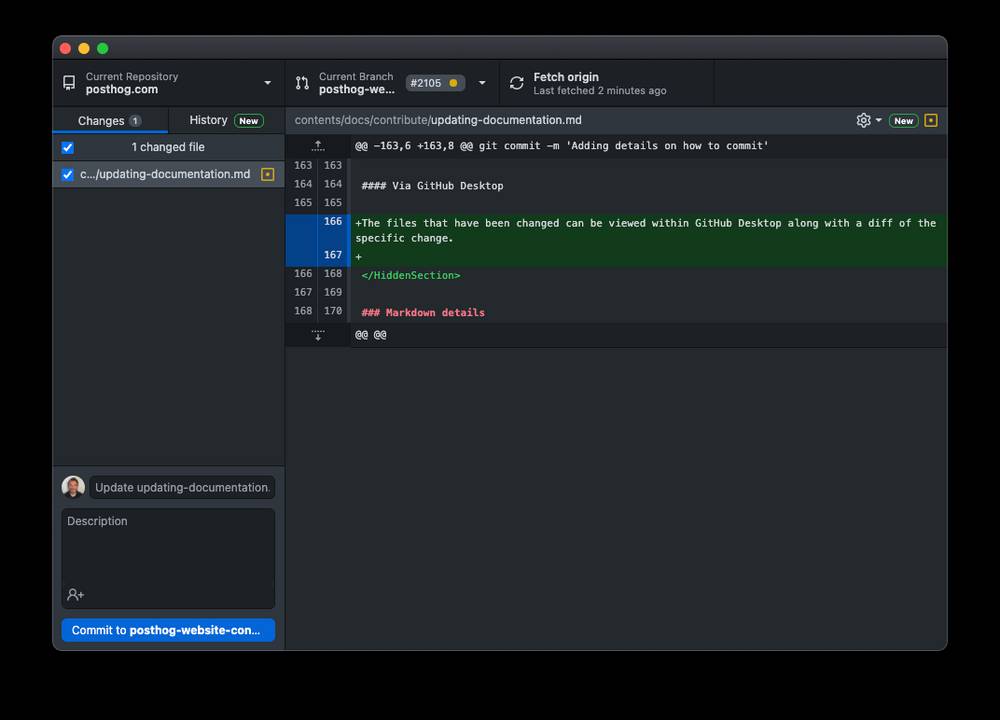 Current Repository
posthog.com
Current Branch
posthog-we...
#2105
Fetch origin
Last fetched 2 minutes ago
Changes 1
History New
contents/docs/contribute/updating-documentation.md
New
1 changed file
c.../updating-documentation.md
@@ -163,6 +163,8 @@ git commit -m 'Adding details on how to commit'
163 163
164 164 #### Via GitHub Desktop
165 165
166 +The files that have been changed can be viewed within GitHub Desktop along with a diff of the
specific change.
167 +
166 168 </HiddenSection>
167 169
168 170 ### Markdown details
@@ @@
Update updating-documentation.
Description
Commit to posthog-website-con...